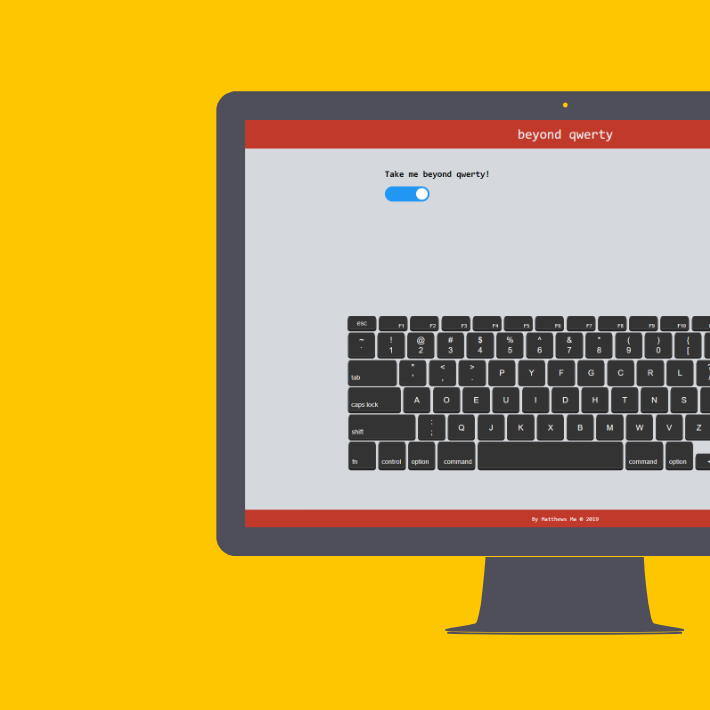 beyond qwerty
Take me beyond qwerty!
esc F1 F2 F3 F4 F5 F6 F7 F8 F9 F10
~ ! @ # $ % ^ & * ( ) {
` 1 2 3 4 5 6 7 8 9 0 [
tab " ' < , > . P Y F G C R L ?
caps lock A O E U I D H T N S
shift : ; Q J K X B M W V Z
fn control option command command option
By Matthews Ma © 2019